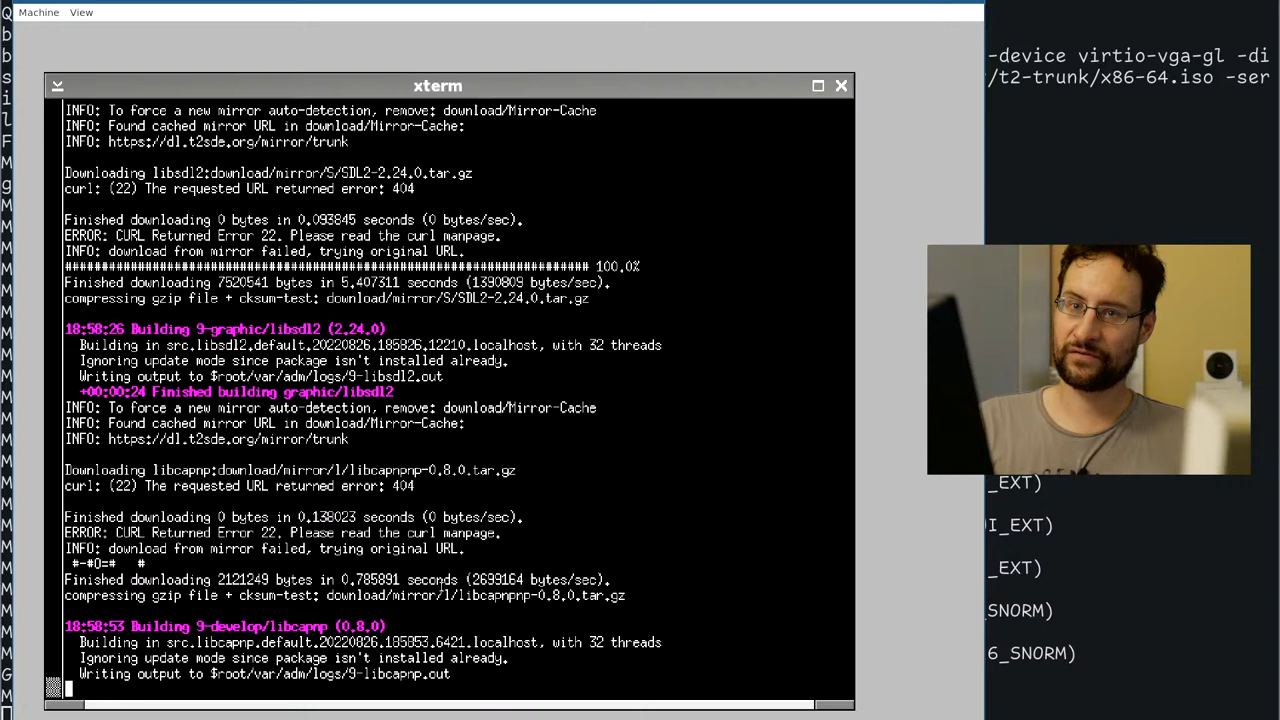 Machine View
-device virtio-vga-gl -di
/t2-trunk/x86-64.iso -ser
xterm
INFO: To force a new mirror auto-detection, remove: download/Mirror-Cache
INFO: Found cached mirror URL in download/Mirror-Cache:
INFO: https://dl.t2sde.org/mirror/trunk
Downloading libsdl2:download/mirror/S/SDL2-2.24.0.tar.gz
curl: (22) The requested URL returned error: 404
Finished downloading 0 bytes in 0.093845 seconds (0 bytes/sec).
ERROR: CURL Returned Error 22. Please read the curl manpage.
INFO: download from mirror failed, trying original URL.
######################################################################## 100.0%
Finished downloading 7520541 bytes in 5.407311 seconds (1390809 bytes/sec).
compressing gzip file + cksum-test: download/mirror/S/SDL2-2.24.0.tar.gz
18:58:26 Building 9-graphic/libsdl2 (2.24.0)
Building in src.libsdl2.default.20220826.185826.12210.localhost, with 32 threads
Ignoring update mode since package isn't installed already.
Writing output to $root/var/adm/logs/9-libsdl2.out
+00:00:24 Finished building graphic/libsdl2
INFO: To force a new mirror auto-detection, remove: download/Mirror-Cache
INFO: Found cached mirror URL in download/Mirror-Cache:
INFO: https://dl.t2sde.org/mirror/trunk
Downloading libcapnp:download/mirror/l/libcapnpnp-0.8.0.tar.gz
curl: (22) The requested URL returned error: 404
Finished downloading 0 bytes in 0.138023 seconds (0 bytes/sec).
ERROR: CURL Returned Error 22. Please read the curl manpage.
INFO: download from mirror failed, trying original URL.
#-#O=# #
Finished downloading 2121249 bytes in 0.785891 seconds (2699164 bytes/sec).
compressing gzip file + cksum-test: download/mirror/l/libcapnpnp-0.8.0.tar.gz
18:58:53 Building 9-develop/libcapnp (0.8.0)
Building in src.libcapnp.default.20220826.185853.6421.localhost, with 32 threads
Ignoring update mode since package isn't installed already.
Writing output to $root/var/adm/logs/9-libcapnp.out
_EXT)
I_EXT)
_EXT)
SNORM)
6_SNORM)